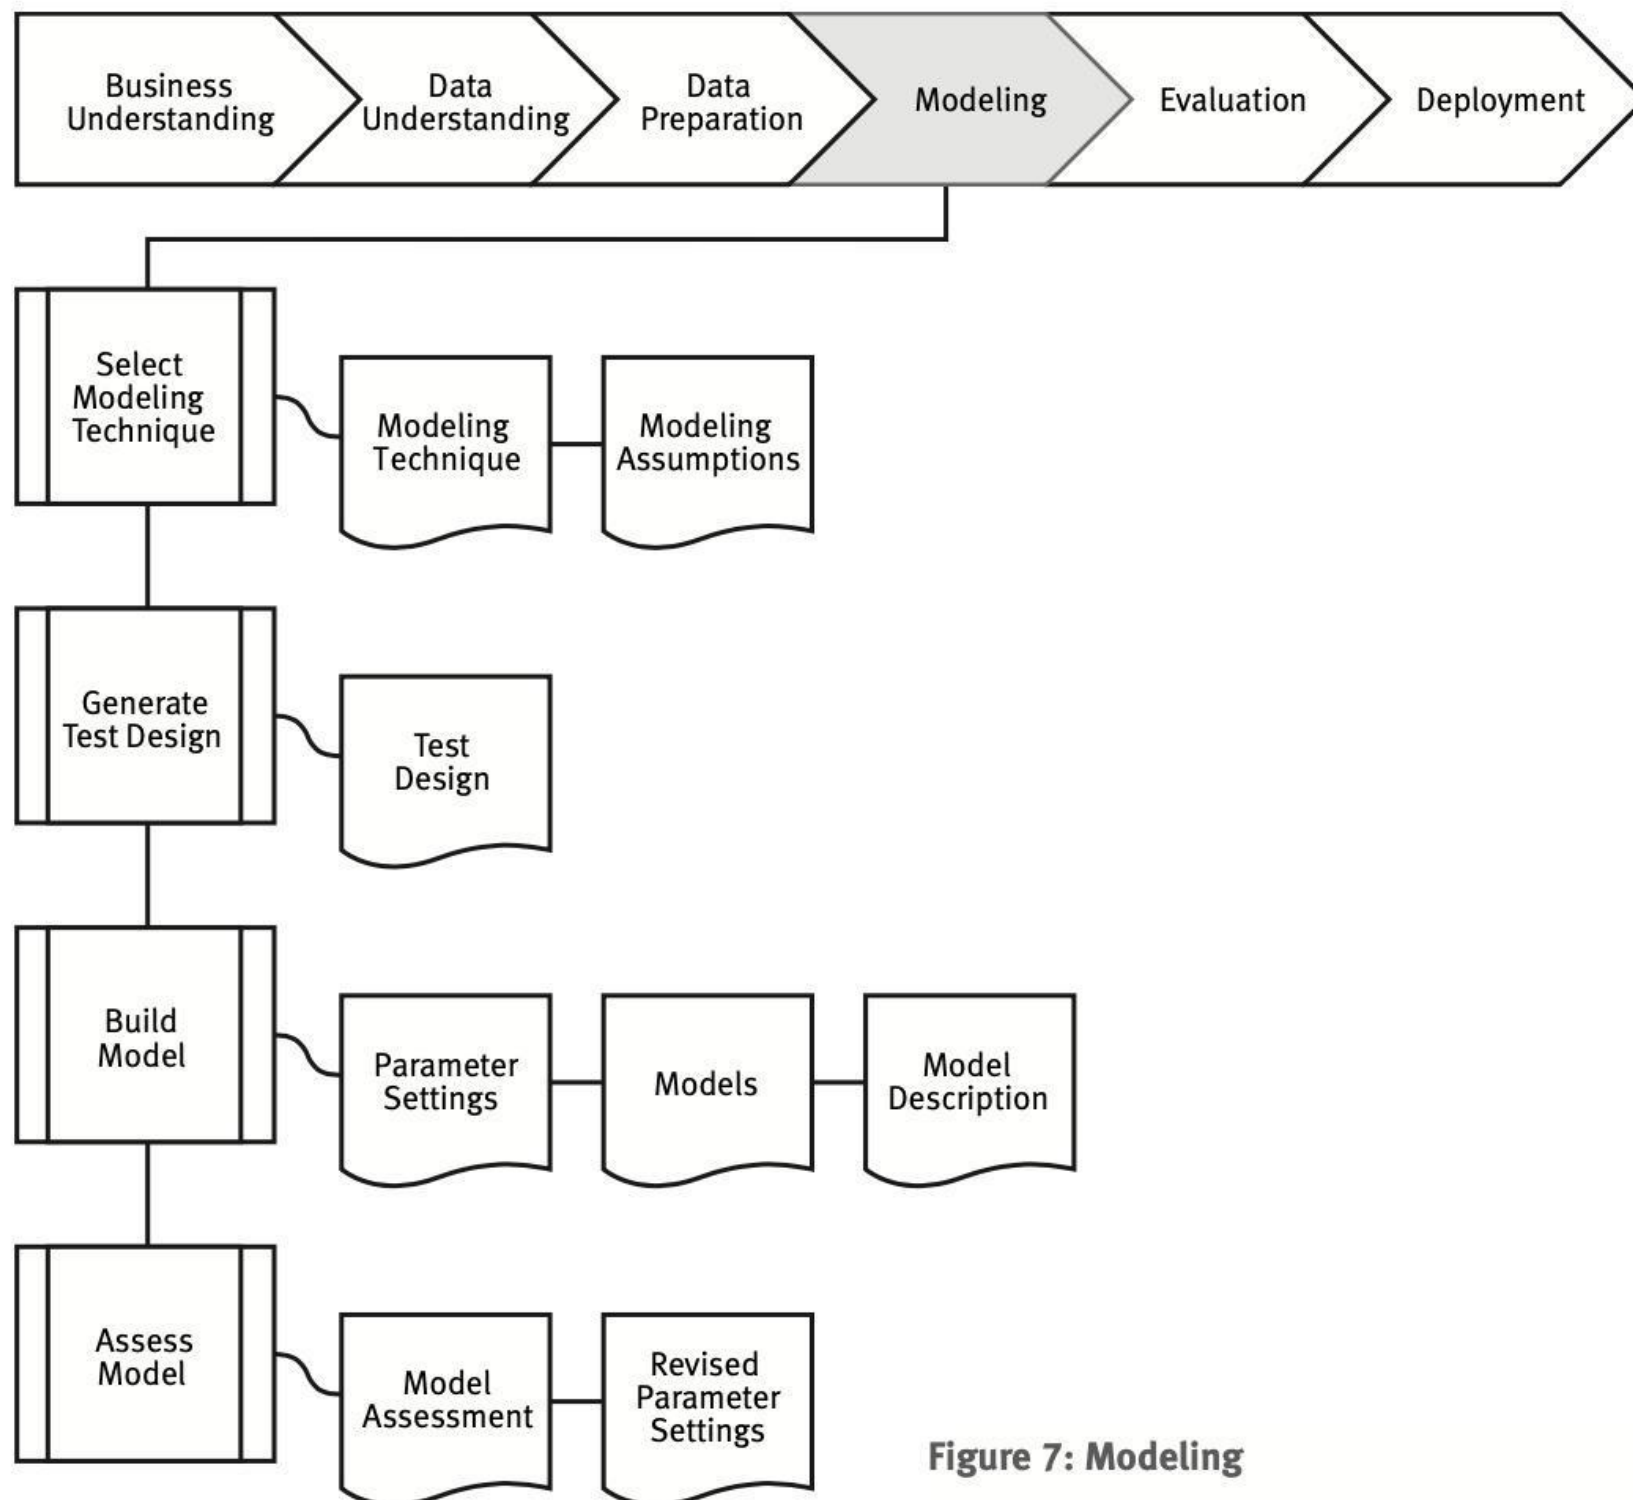 Business
Understanding
Data
Understanding
Data
Preparation
Modeling
Evaluation
Deployment
Select
Modeling
Technique
Modeling
Technique
Modeling
Assumptions
Generate
Test Design
Test
Design
Build
Model
Parameter
Settings
Models
Model
Description
Assess
Model
Model
Assessment
Revised
Parameter
Settings
Figure 7: Modeling